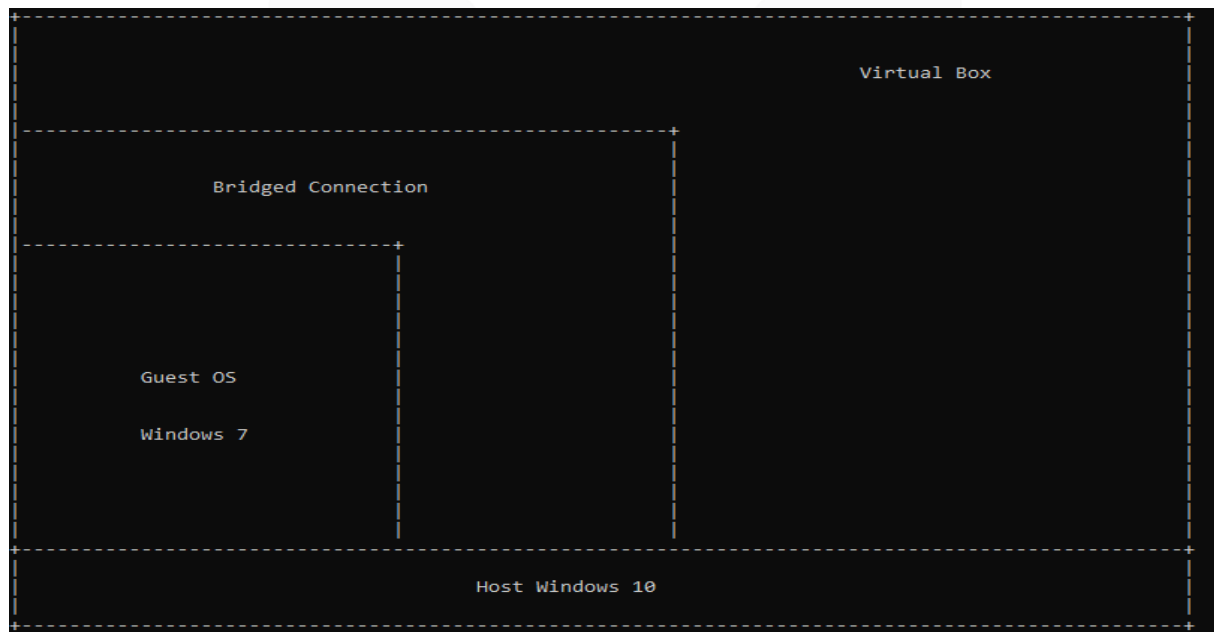 Virtual Box
Bridged Connection
Guest OS
Windows 7
Host Windows 10